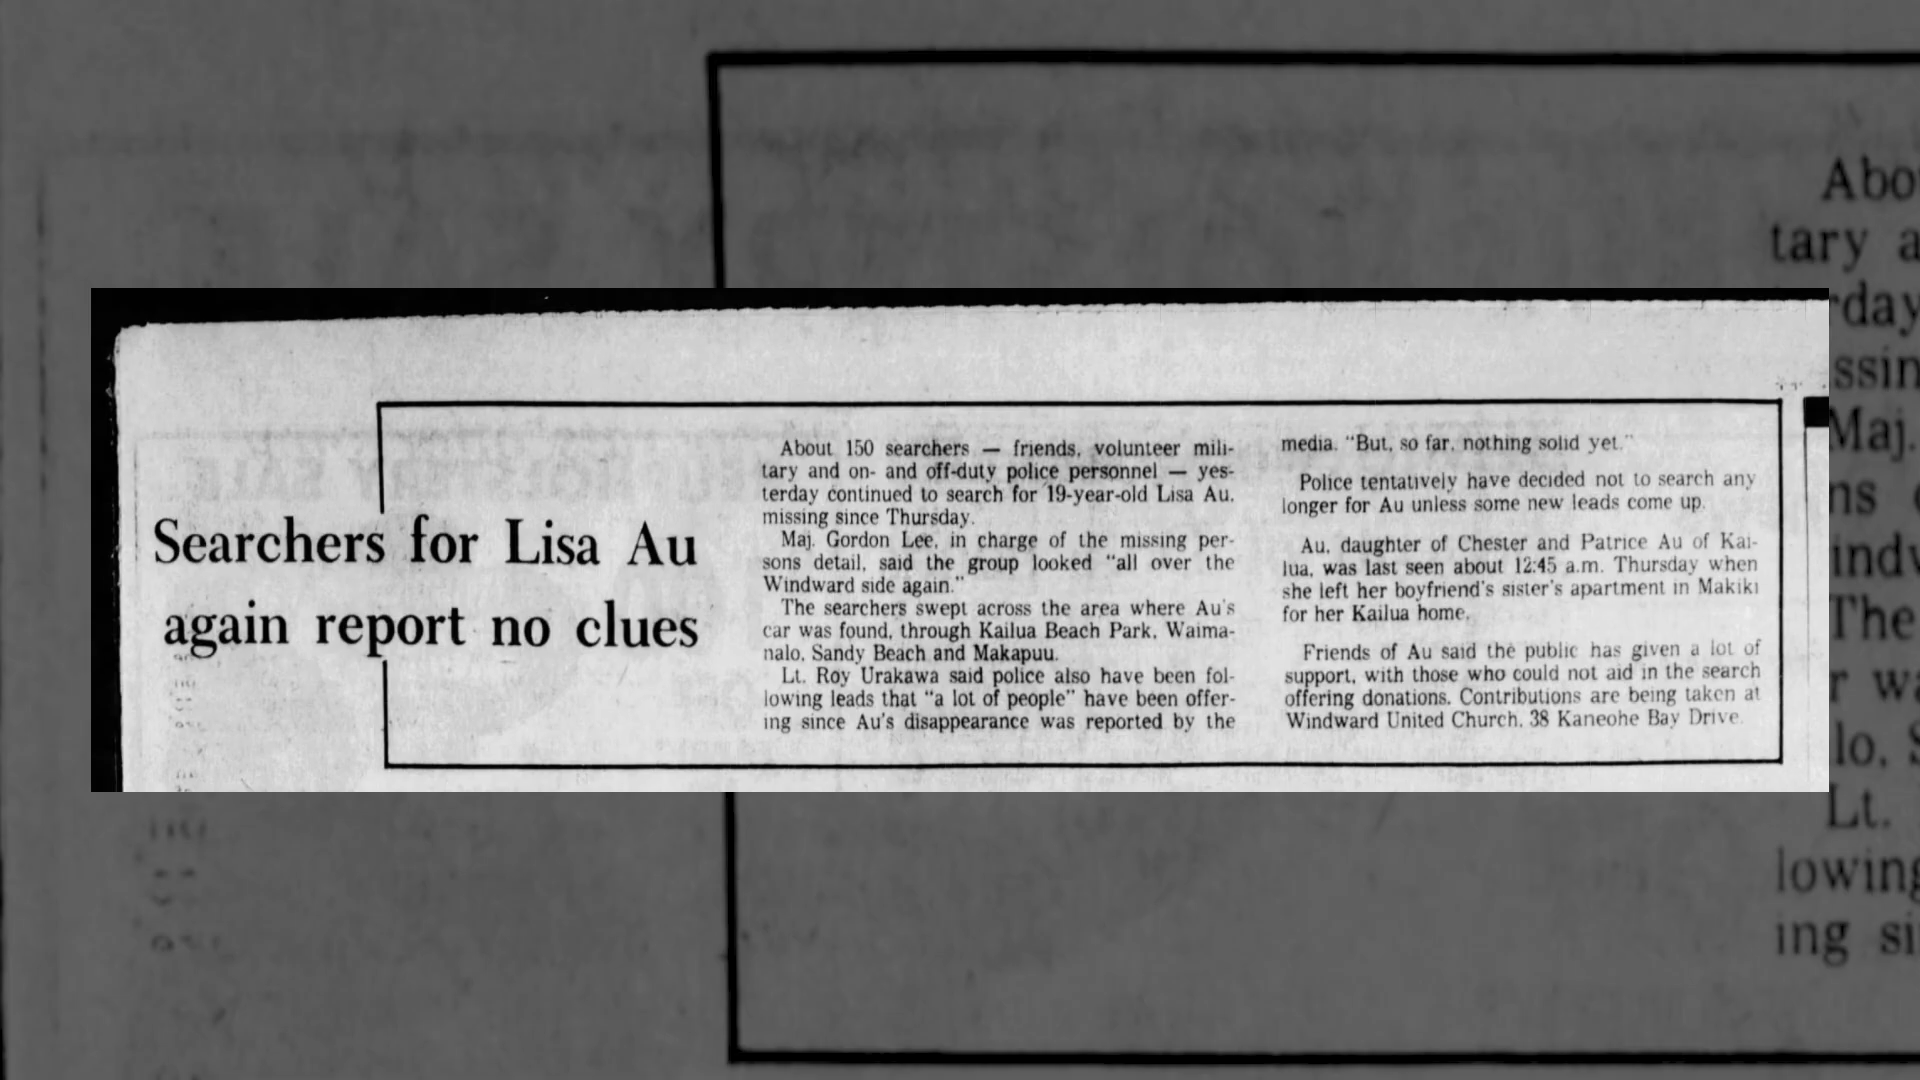 Searchers for Lisa Au
again report no clues
About 150 searchers — friends, volunteer mili-
tary and on- and off-duty police personnel — yes-
terday continued to search for 19-year-old Lisa Au,
missing since Thursday.
Maj. Gordon Lee, in charge of the missing per-
sons detail, said the group looked “all over the
Windward side again.”
The searchers swept across the area where Au's
car was found, through Kailua Beach Park, Waima-
nalo, Sandy Beach and Makapuu.
Lt. Roy Urakawa said police also have been fol-
lowing leads that “a lot of people” have been offer-
ing since Au's disappearance was reported by the
media. “But, so far, nothing solid yet.”
Police tentatively have decided not to search any
longer for Au unless some new leads come up.
Au, daughter of Chester and Patrice Au of Kai-
lua, was last seen about 12:45 a.m. Thursday when
she left her boyfriend's sister's apartment in Makiki
for her Kailua home.
Friends of Au said the public has given a lot of
support, with those who could not aid in the search
offering donations. Contributions are being taken at
Windward United Church, 38 Kaneohe Bay Drive.
Abo
tary a
rday
ssin
Maj.
ns
indw
The
r wa
lo, S
Lt.
lowing
ing si